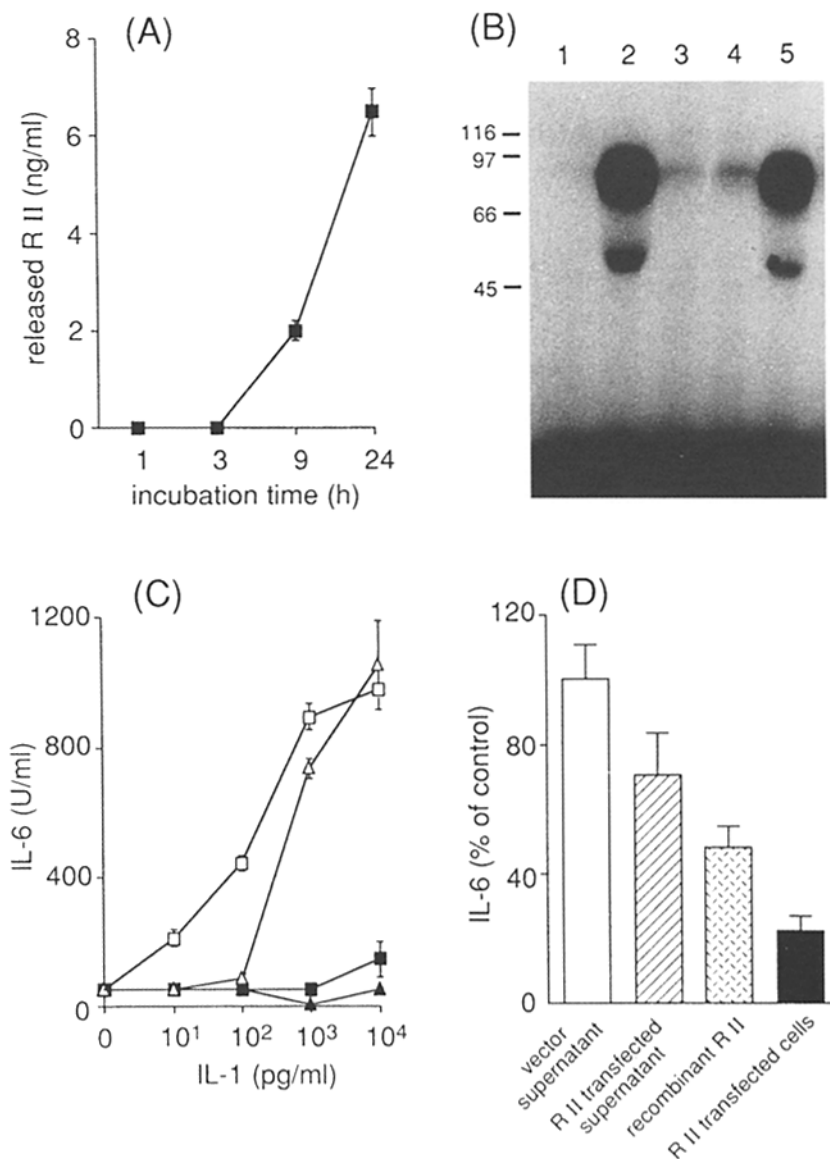 (A)
8
6
4
2
0
released R II (ng/ml)
1 3 9 24
incubation time (h)
(B)
1 2 3 4 5
116
97
66
45
(C)
1200
800
400
0
IL-6 (U/ml)
0 10¹ 10² 10³ 10⁴
IL-1 (pg/ml)
(D)
120
80
40
0
IL-6 (% of control)
vector
supernatant
R II transfected
supernatant
recombinant R II
R II transfected cells